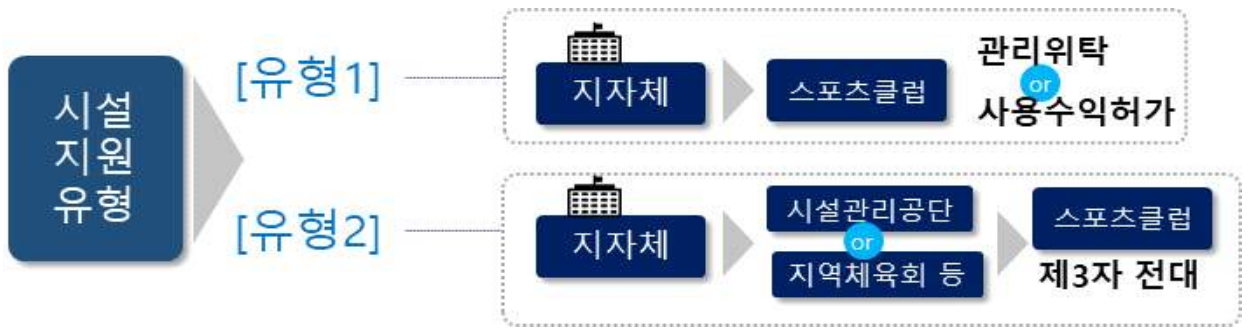 시설
지원
유형
[유형1]
지자체
스포츠클럽
관리위탁
or
사용수익허가
[유형2]
지자체
시설관리공단
or
지역체육회 등
스포츠클럽
제3자 전대